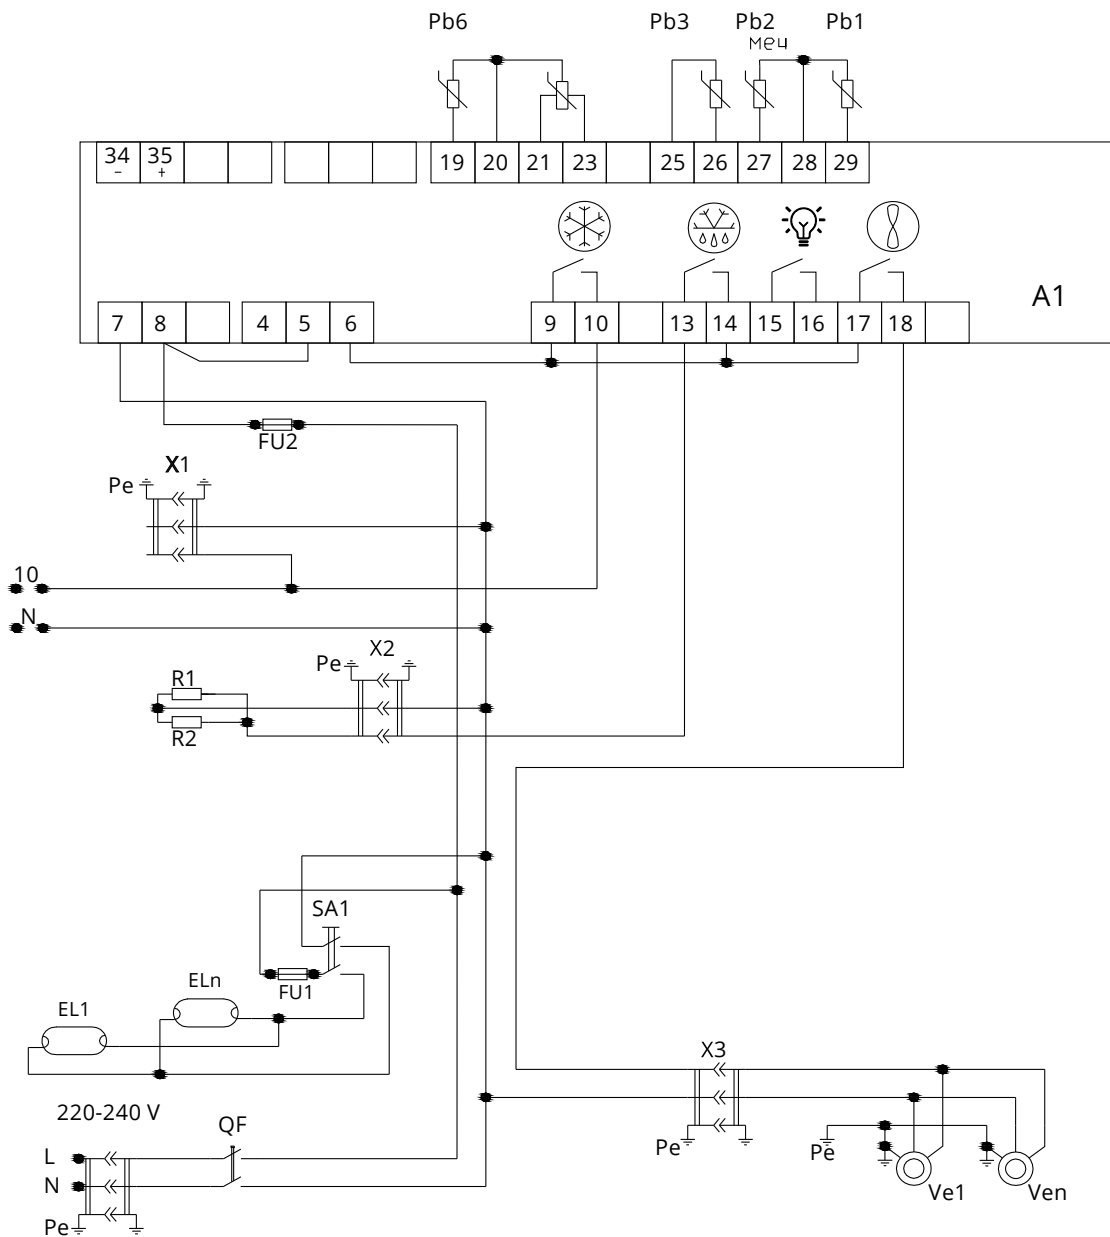 Pb6 Pb3 Pb2 Pb1
меч
34 35 19 20 21 23 25 26 27 28 29
− +
A1
7 8 4 5 6 9 10 13 14 15 16 17 18
FU2
X1
Pe
10
N
X2
Pe
R1
R2
SA1
ELn FU1
EL1
X3
220-240 V
QF
Pe Pe
L
N
Ve1 Ven
Pe